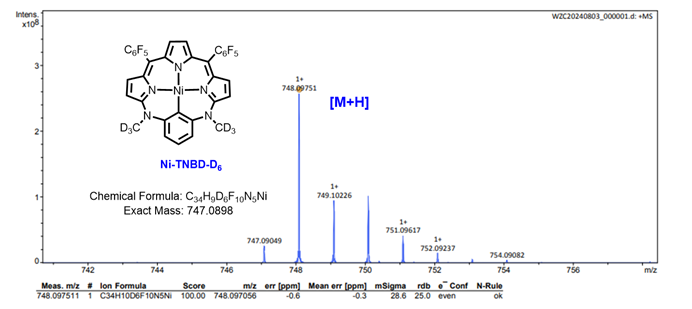 Intens.
x10⁸
WZC20240803_000001.d: +MS
3
2
1
0
C₆F₅
C₆F₅
N
N
Ni
N
N
N
D₃C
CD₃
Ni-TNBD-D₆
Chemical Formula: C₃₄H₉D₆F₁₀N₅Ni
Exact Mass: 747.0898
[M+H]
747.09049
1+
748.09751
1+
749.10226
1+
751.09617
1+
752.09237
754.09082
742
744
746
748
750
752
754
756
m/z
Meas. m/z # Ion Formula Score m/z err [ppm] Mean err [ppm] mSigma rdb e⁻ Conf N-Rule
748.097511 1 C34H10D6F10N5Ni 100.00 748.097056 -0.6 -0.3 28.6 25.0 even ok